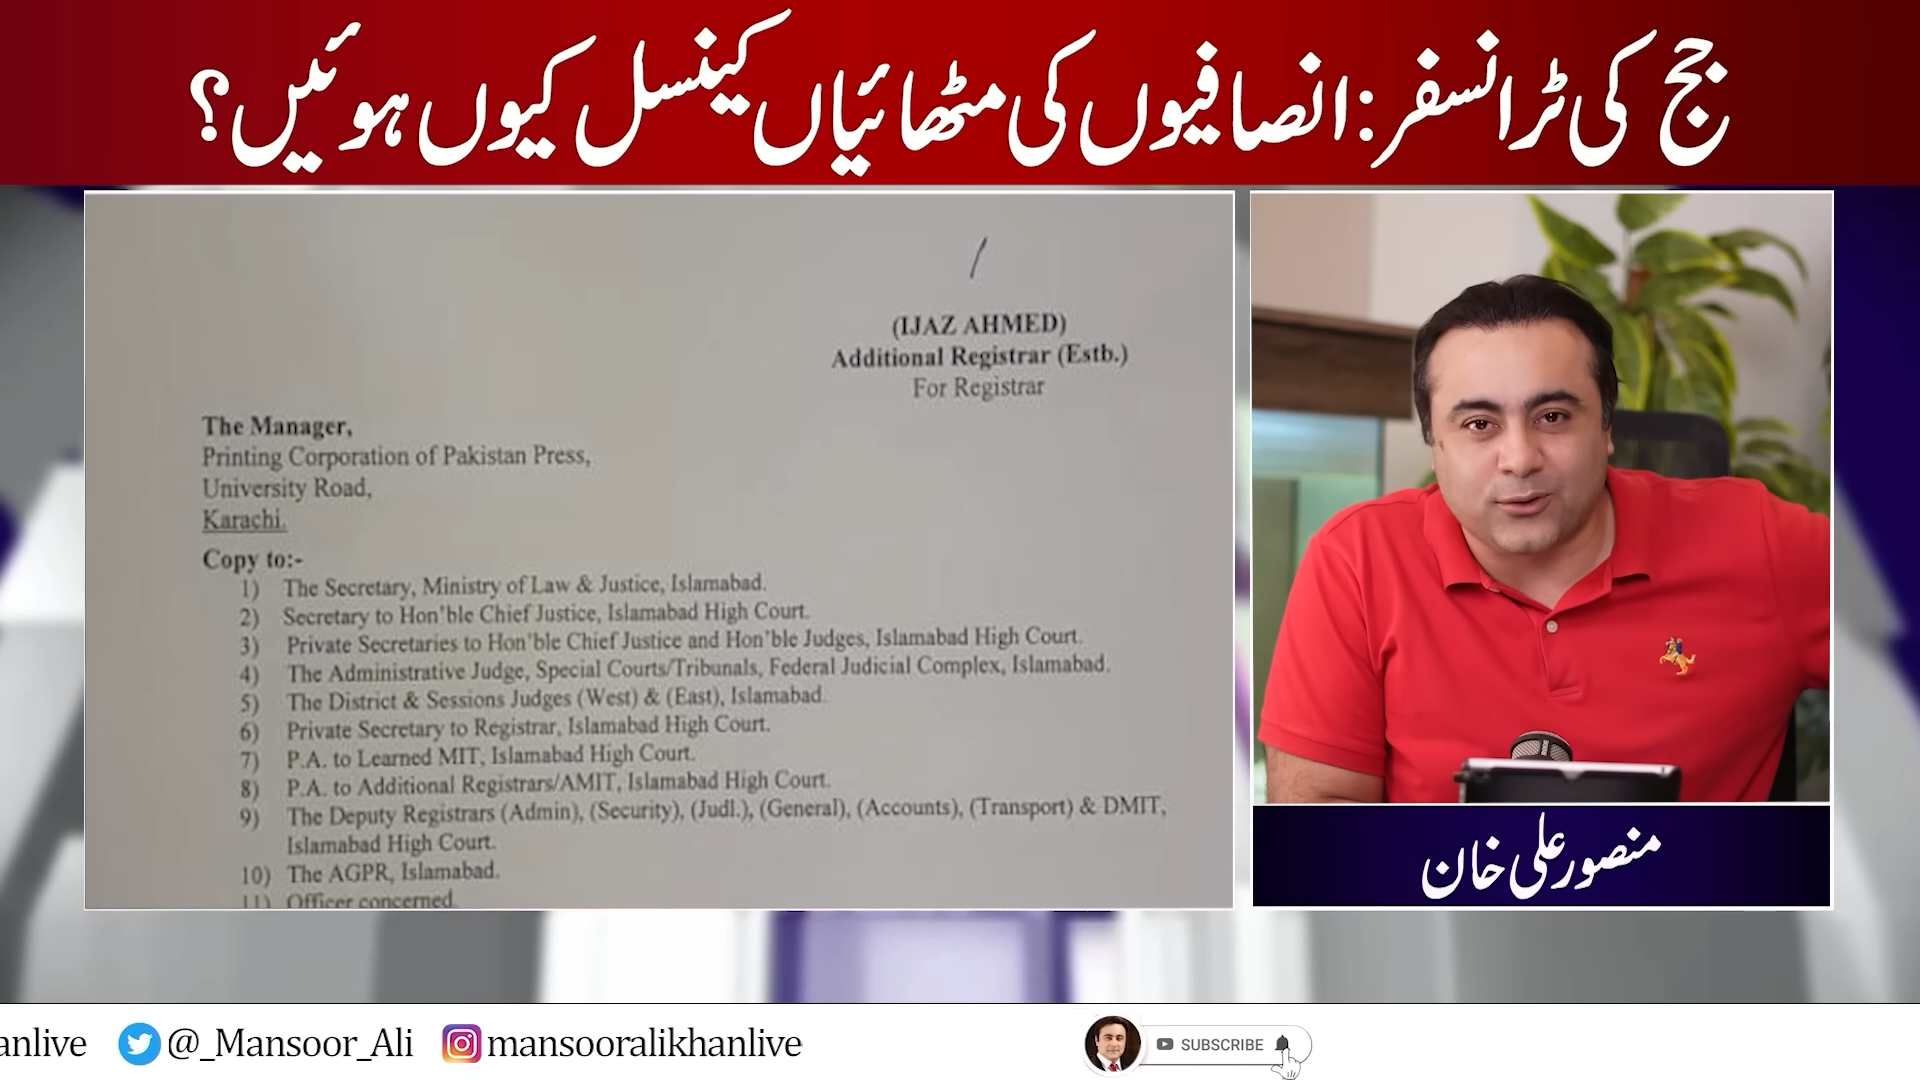 جج کی ٹرانسفر: انصافیوں کی مٹھائیاں کینسل کیوں ہوئیں؟
(IJAZ AHMED)
Additional Registrar (Estb.)
For Registrar
The Manager,
Printing Corporation of Pakistan Press,
University Road,
Karachi.
Copy to:-
1) The Secretary, Ministry of Law & Justice, Islamabad.
2) Secretary to Hon'ble Chief Justice, Islamabad High Court.
3) Private Secretaries to Hon'ble Chief Justice and Hon'ble Judges, Islamabad High Court.
4) The Administrative Judge, Special Courts/Tribunals, Federal Judicial Complex, Islamabad.
5) The District & Sessions Judges (West) & (East), Islamabad.
6) Private Secretary to Registrar, Islamabad High Court.
7) P.A. to Learned MIT, Islamabad High Court.
8) P.A. to Additional Registrars/AMIT, Islamabad High Court.
9) The Deputy Registrars (Admin), (Security), (Judl.), (General), (Accounts), (Transport) & DMIT,
Islamabad High Court.
10) The AGPR, Islamabad.
11) Officer concerned.
منصور علی خان
anlive @_Mansoor_Ali mansooralikhanlive SUBSCRIBE